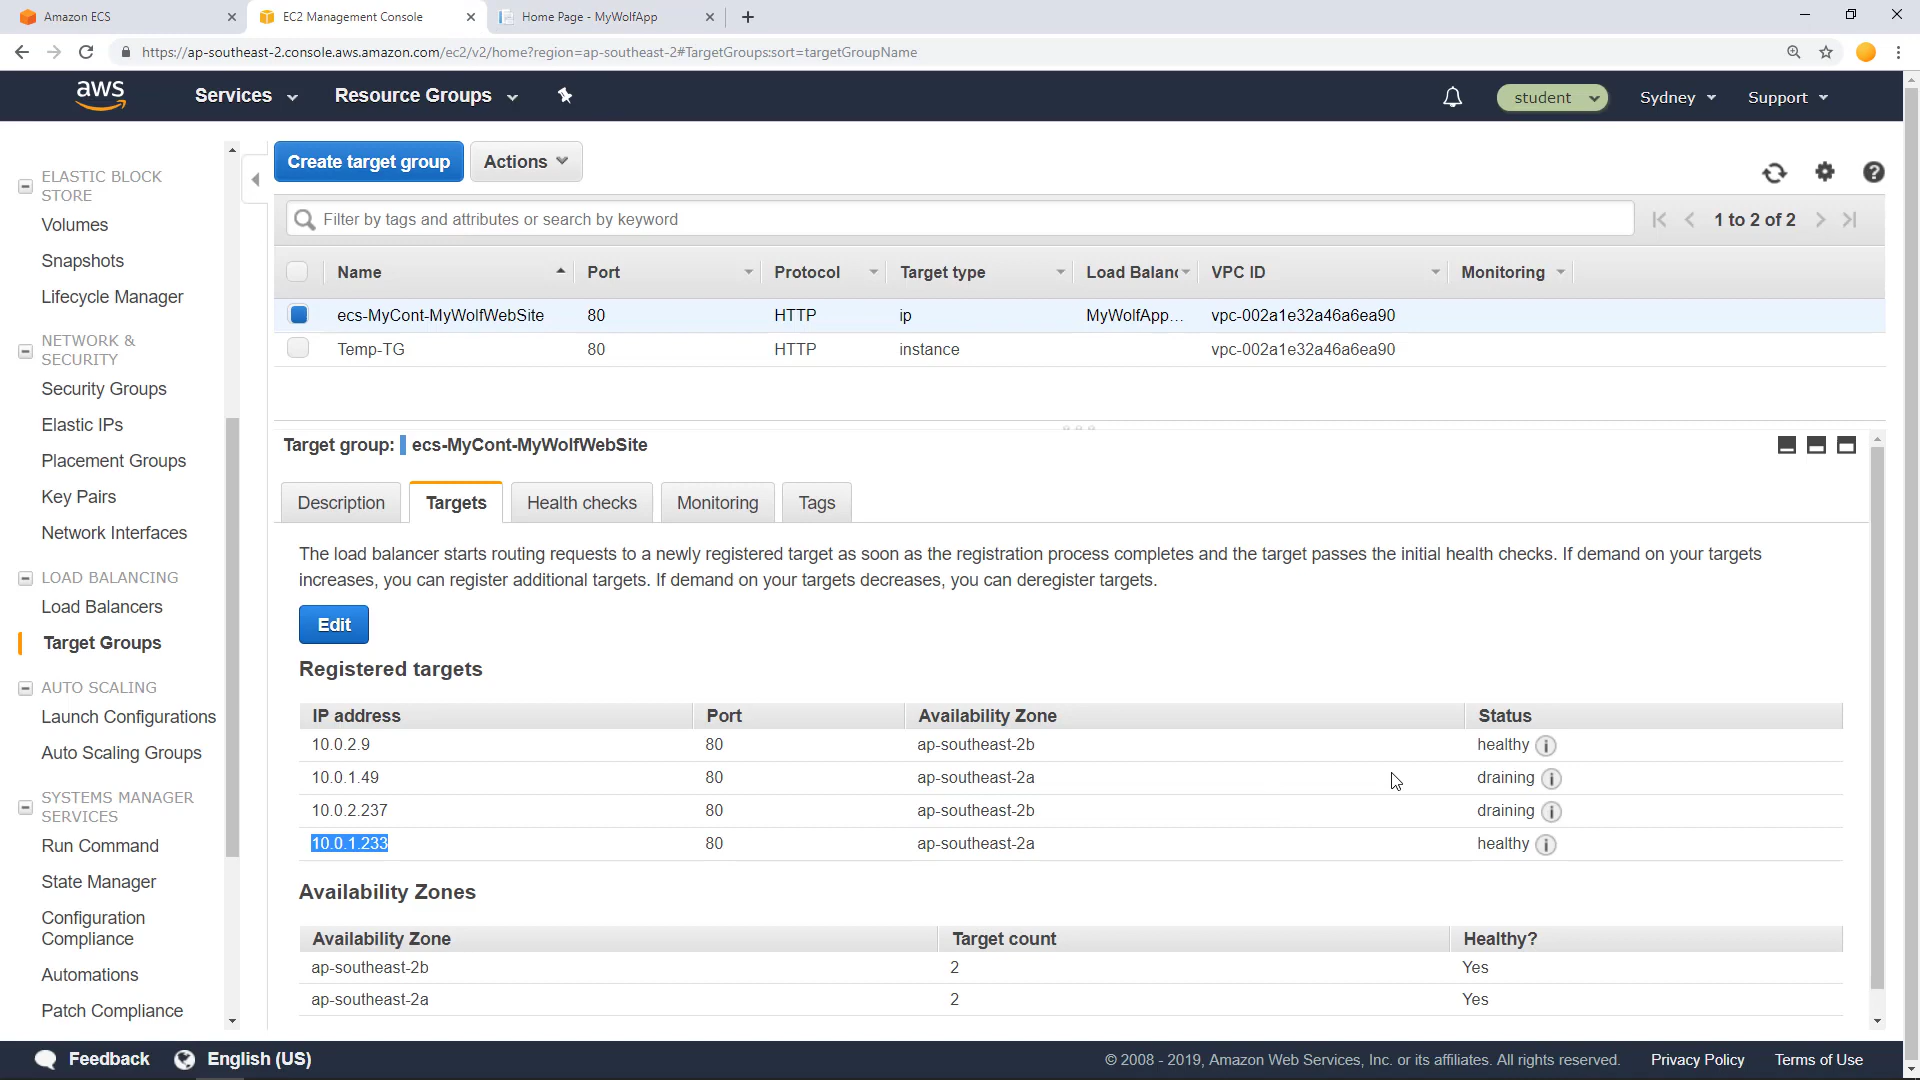 Amazon ECS
EC2 Management Console
Home Page - MyWolfApp
https://ap-southeast-2.console.aws.amazon.com/ec2/v2/home?region=ap-southeast-2#TargetGroups:sort=targetGroupName
aws
Services
Resource Groups
student
Sydney
Support
ELASTIC BLOCK
STORE
Volumes
Snapshots
Lifecycle Manager
NETWORK &
SECURITY
Security Groups
Elastic IPs
Placement Groups
Key Pairs
Network Interfaces
LOAD BALANCING
Load Balancers
Target Groups
AUTO SCALING
Launch Configurations
Auto Scaling Groups
SYSTEMS MANAGER
SERVICES
Run Command
State Manager
Configuration
Compliance
Automations
Patch Compliance
Create target group
Actions
Filter by tags and attributes or search by keyword
1 to 2 of 2
Name Port Protocol Target type Load Balanc VPC ID Monitoring
ecs-MyCont-MyWolfWebSite 80 HTTP ip MyWolfApp... vpc-002a1e32a46a6ea90
Temp-TG 80 HTTP instance vpc-002a1e32a46a6ea90
Target group: ecs-MyCont-MyWolfWebSite
Description Targets Health checks Monitoring Tags
The load balancer starts routing requests to a newly registered target as soon as the registration process completes and the target passes the initial health checks. If demand on your targets
increases, you can register additional targets. If demand on your targets decreases, you can deregister targets.
Edit
Registered targets
IP address Port Availability Zone Status
10.0.2.9 80 ap-southeast-2b healthy
10.0.1.49 80 ap-southeast-2a draining
10.0.2.237 80 ap-southeast-2b draining
10.0.1.233 80 ap-southeast-2a healthy
Availability Zones
Availability Zone Target count Healthy?
ap-southeast-2b 2 Yes
ap-southeast-2a 2 Yes
Feedback
English (US)
© 2008 - 2019, Amazon Web Services, Inc. or its affiliates. All rights reserved.
Privacy Policy
Terms of Use